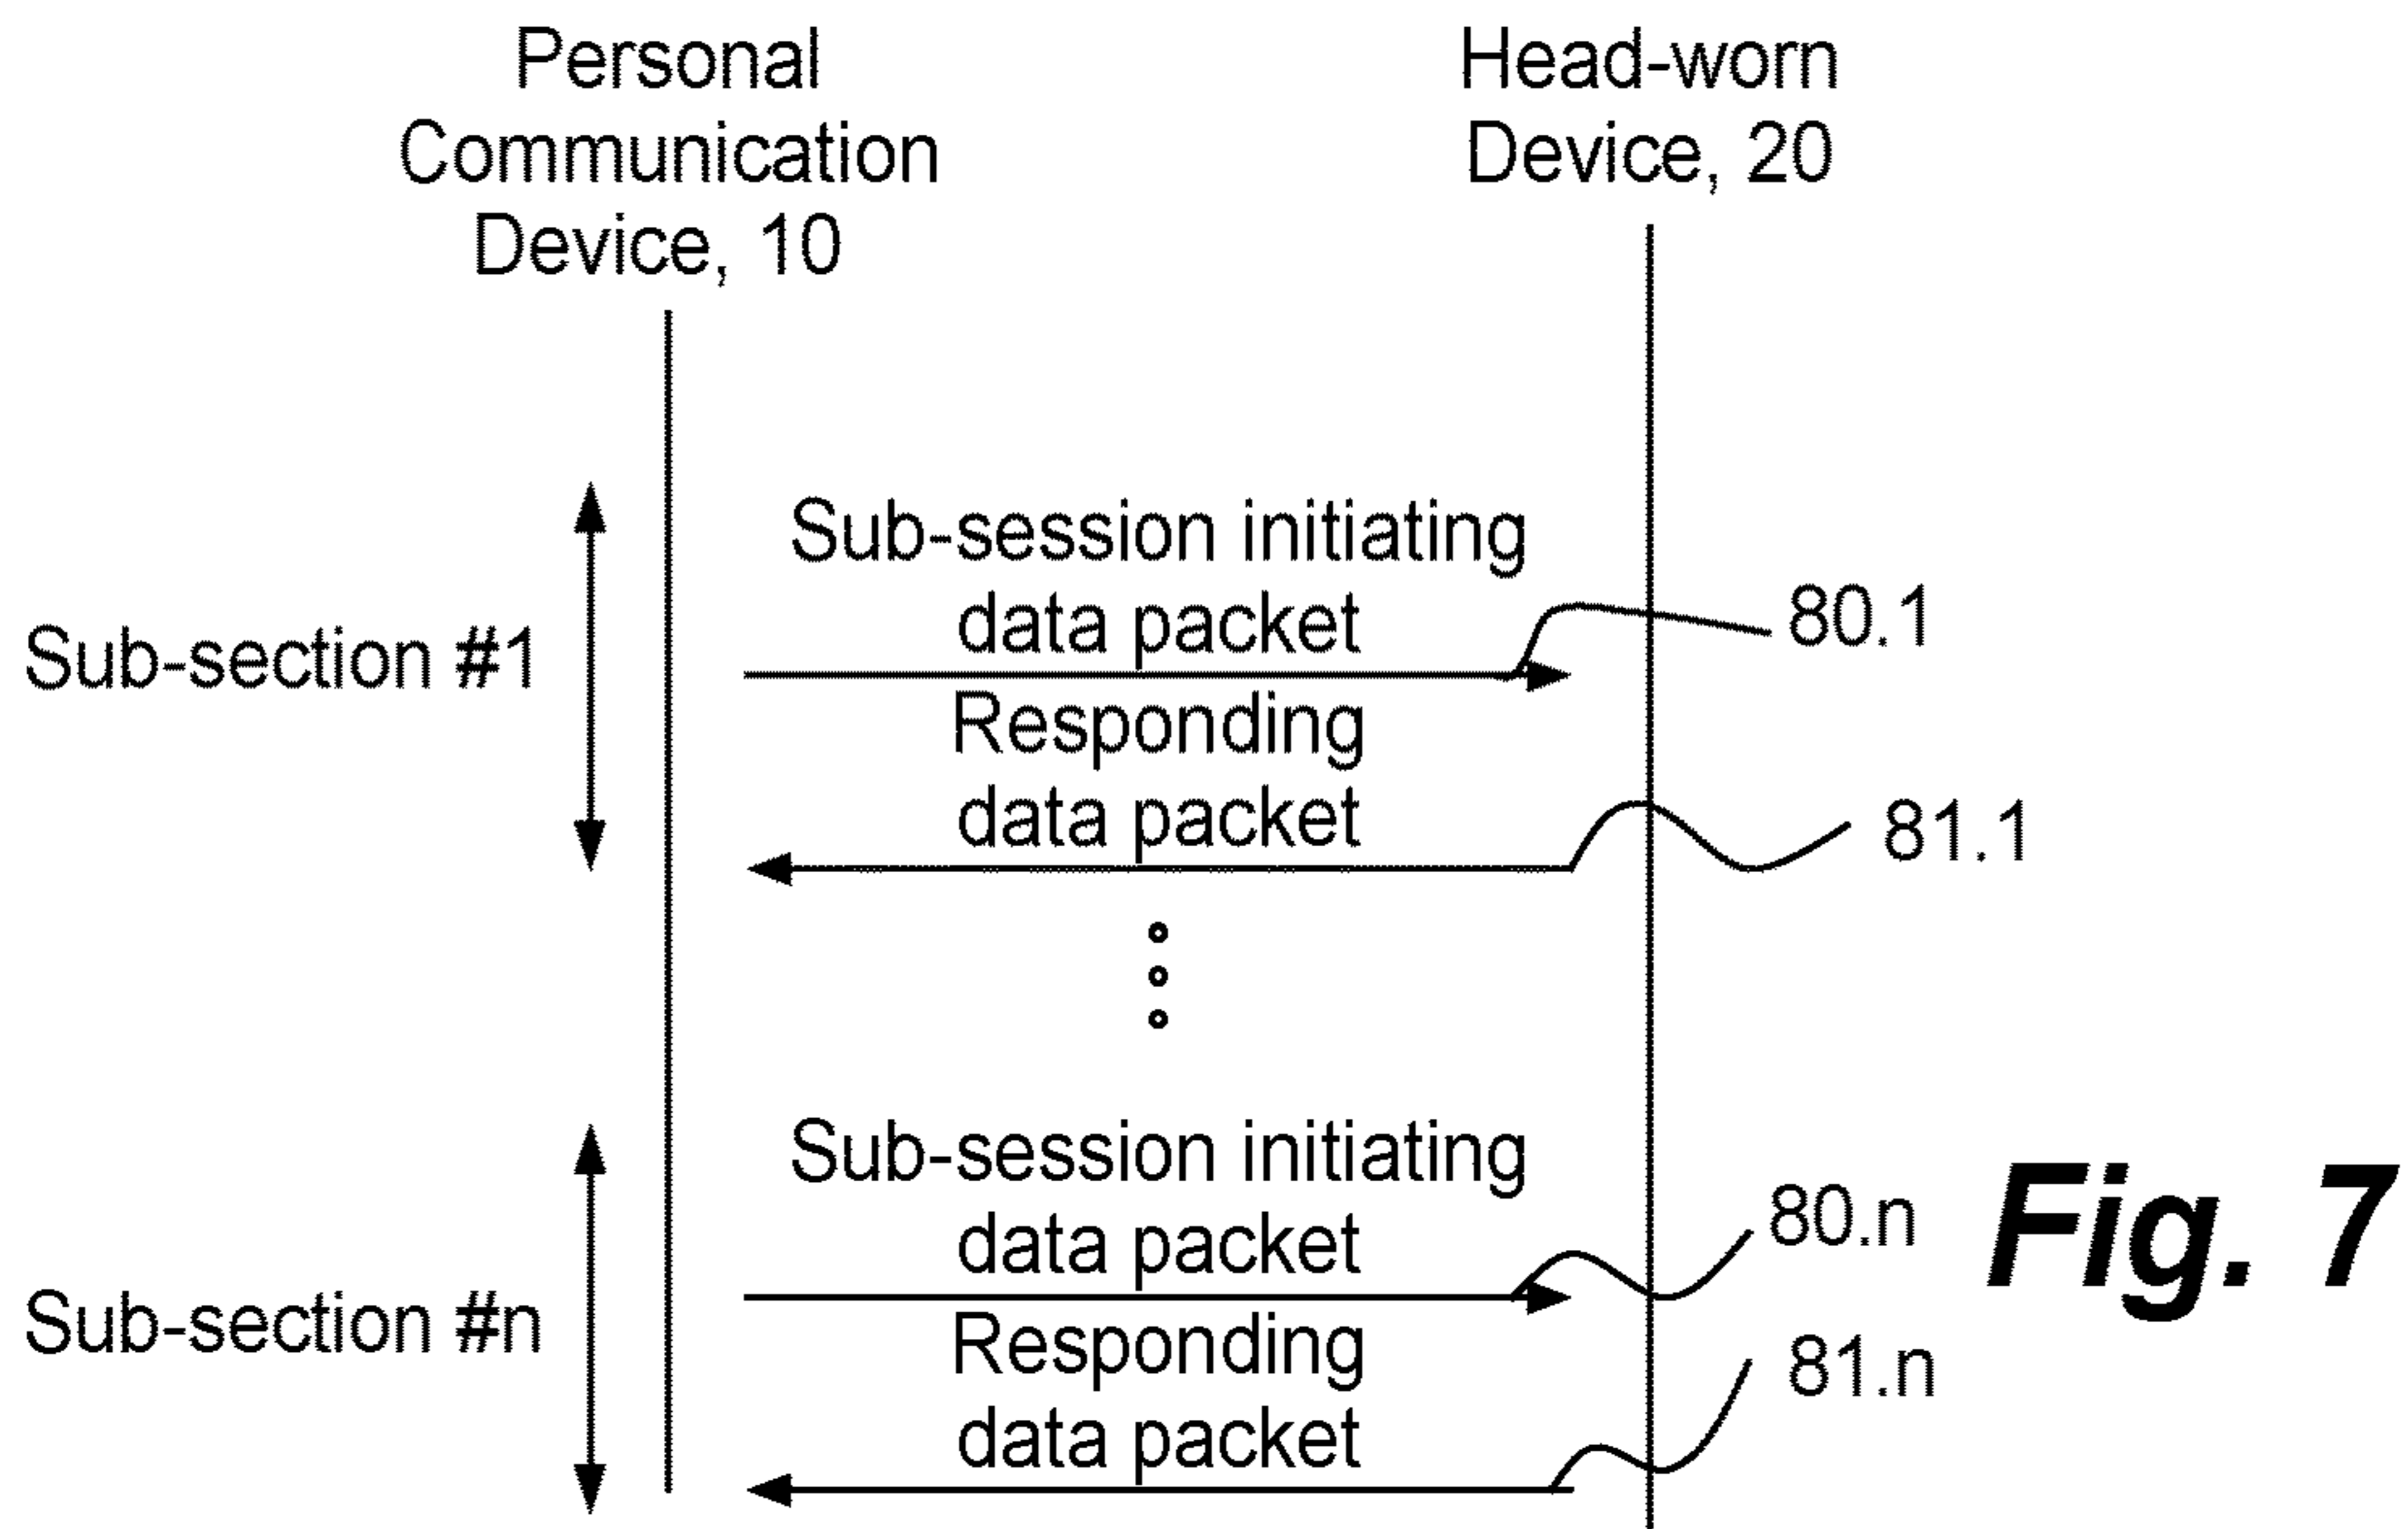 Personal
Communication
Device, 10
Head-worn
Device, 20
Sub-section #1
Sub-session initiating
data packet
80.1
Responding
data packet
81.1
Sub-section #n
Sub-session initiating
data packet
80.n
Responding
data packet
81.n
Fig. 7